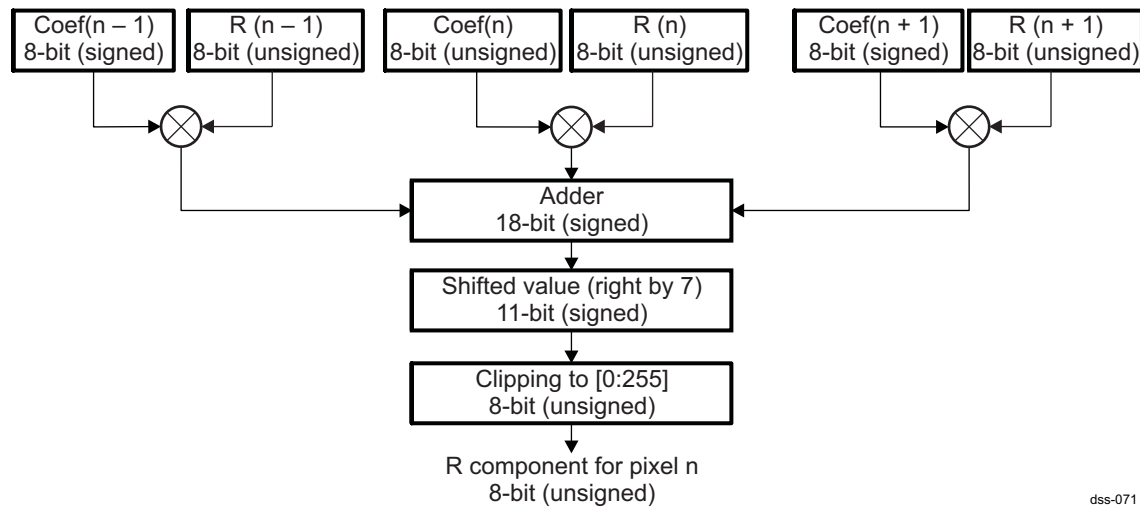 Coef(n – 1)
8-bit (signed)
R (n – 1)
8-bit (unsigned)
Coef(n)
8-bit (unsigned)
R (n)
8-bit (unsigned)
Coef(n + 1)
8-bit (signed)
R (n + 1)
8-bit (unsigned)
Adder
18-bit (signed)
Shifted value (right by 7)
11-bit (signed)
Clipping to [0:255]
8-bit (unsigned)
R component for pixel n
8-bit (unsigned)
dss-071